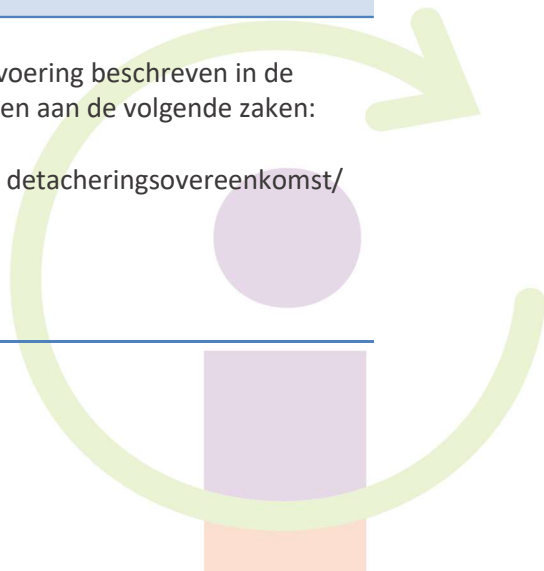 voering beschreven in de
en aan de volgende zaken:
detacheringsovereenkomst/